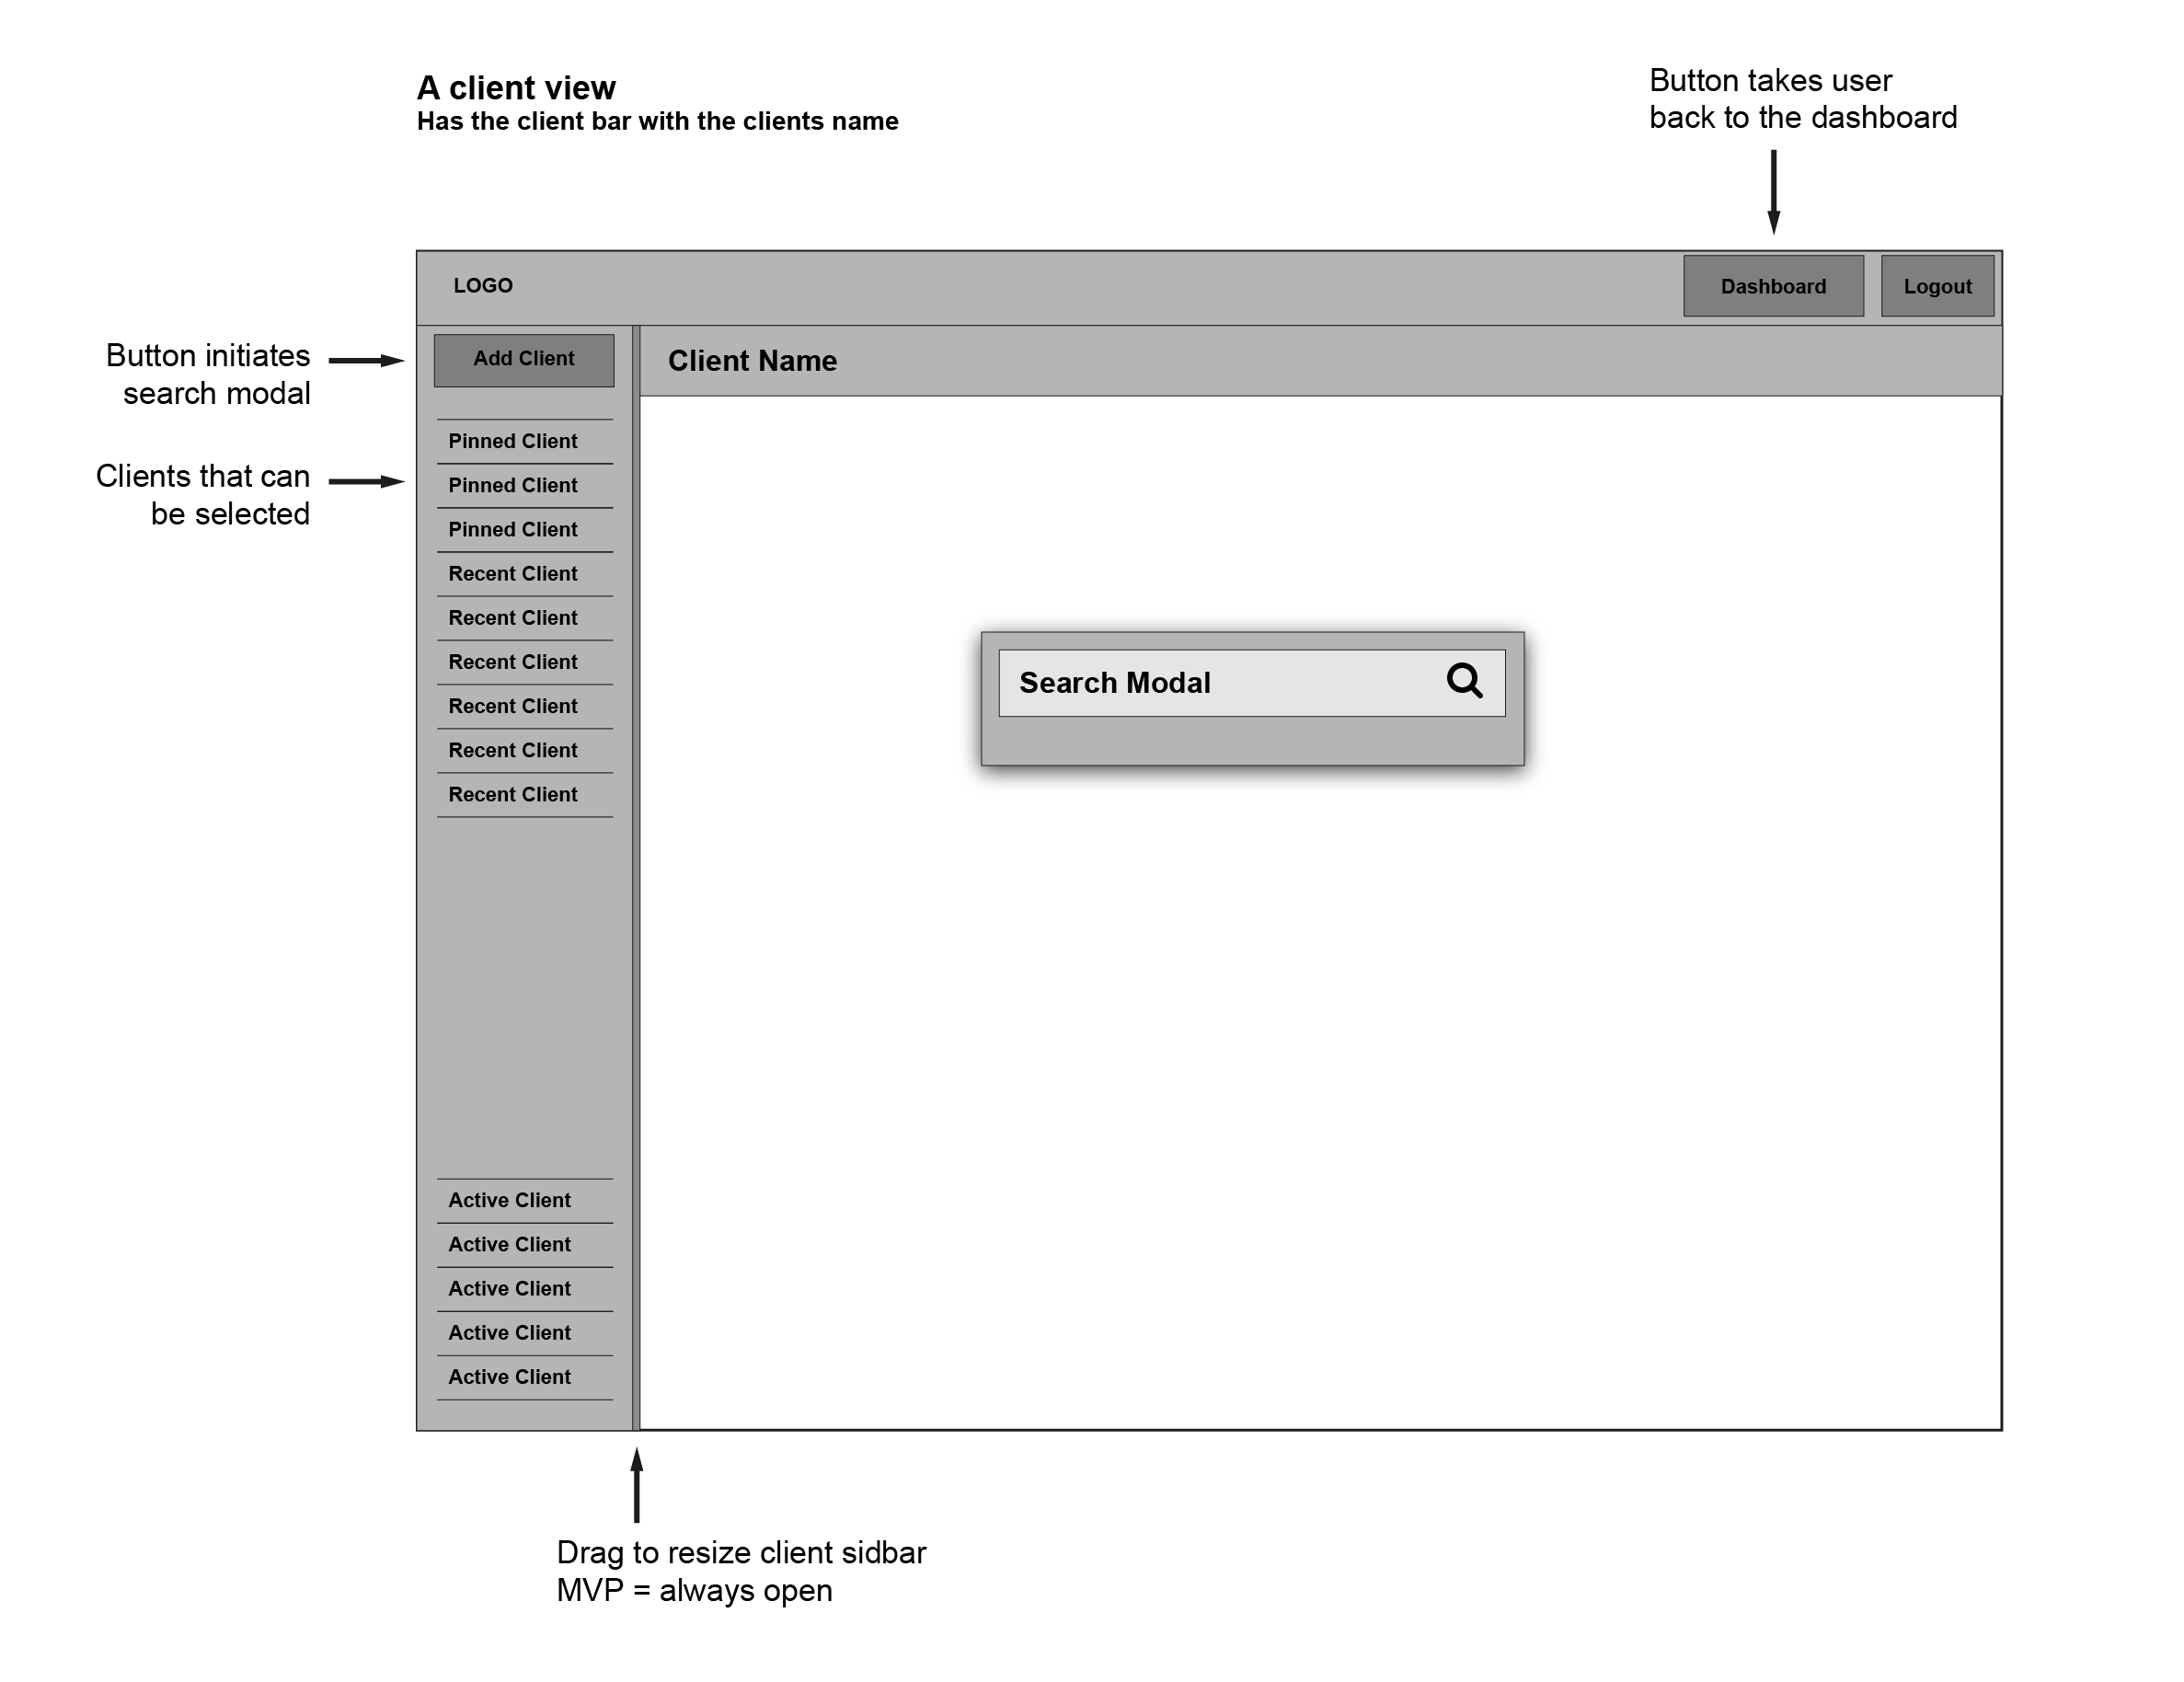 A client view
Has the client bar with the clients name
Button takes user
back to the dashboard
LOGO
Dashboard
Logout
Button initiates
search modal
Add Client
Client Name
Clients that can
be selected
Pinned Client
Pinned Client
Pinned Client
Recent Client
Recent Client
Recent Client
Recent Client
Recent Client
Recent Client
Search Modal
Active Client
Active Client
Active Client
Active Client
Active Client
Drag to resize client sidbar
MVP = always open